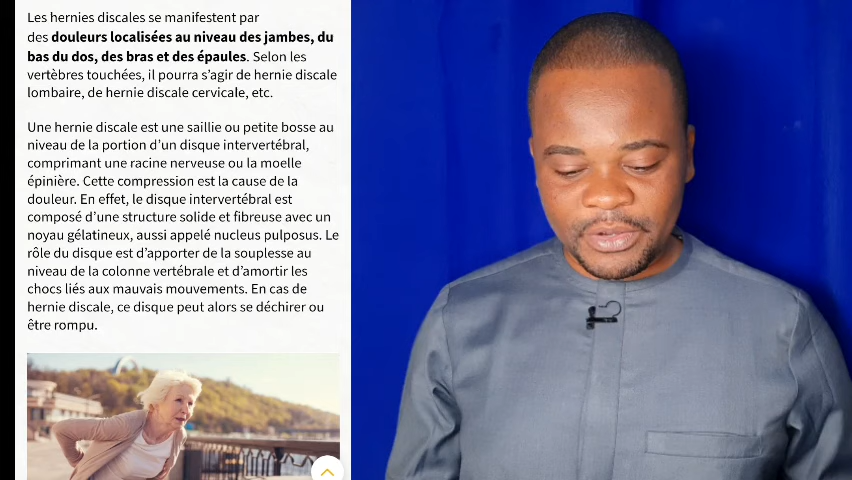 Les hernies discales se manifestent par
des douleurs localisées au niveau des jambes, du
bas du dos, des bras et des épaules. Selon les
vertèbres touchées, il pourra s’agir de hernie discale
lombaire, de hernie discale cervicale, etc.
Une hernie discale est une saillie ou petite bosse au
niveau de la portion d’un disque intervertébral,
comprimant une racine nerveuse ou la moelle
épinière. Cette compression est la cause de la
douleur. En effet, le disque intervertébral est
composé d’une structure solide et fibreuse avec un
noyau gélatineux, aussi appelé nucleus pulposus. Le
rôle du disque est d’apporter de la souplesse au
niveau de la colonne vertébrale et d’amortir les
chocs liés aux mauvais mouvements. En cas de
hernie discale, ce disque peut alors se déchirer ou
être rompu.